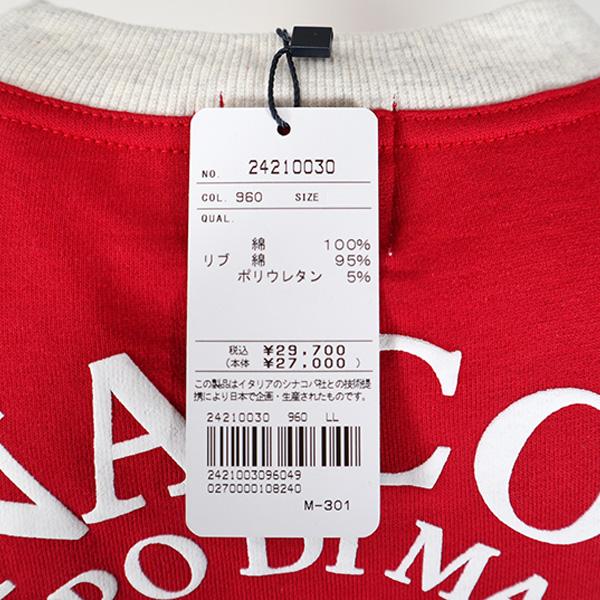 NO. 24210030
COL. 960 SIZE
QUAL.
綿 100%
リブ 綿 95%
ポリウレタン 5%
税込 ¥29,700
(本体 ¥27,000)
この製品はイタリアのシナコバ社との技術提
携により日本で企画・生産されたものです。
24210030 960 LL
2421003096049
0270000108240
M-301
NACO
PO DI MA